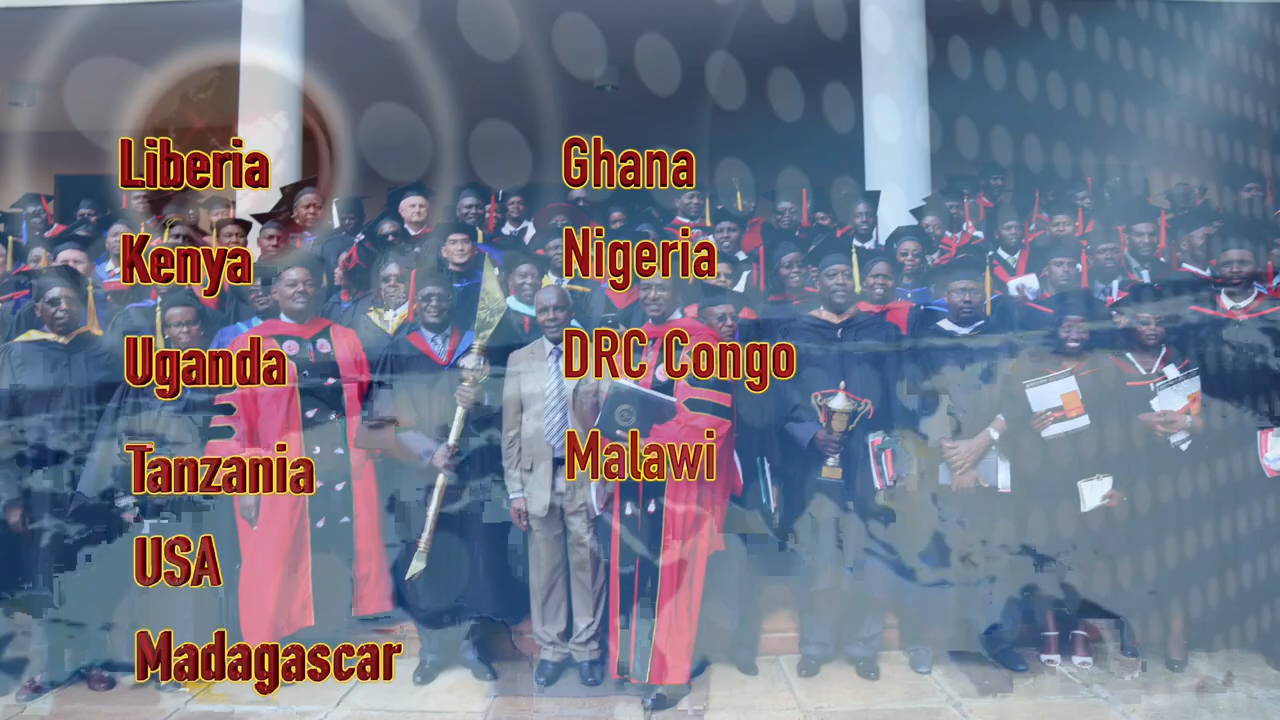 Liberia
Kenya
Uganda
Tanzania
USA
Madagascar
Ghana
Nigeria
DRC Congo
Malawi